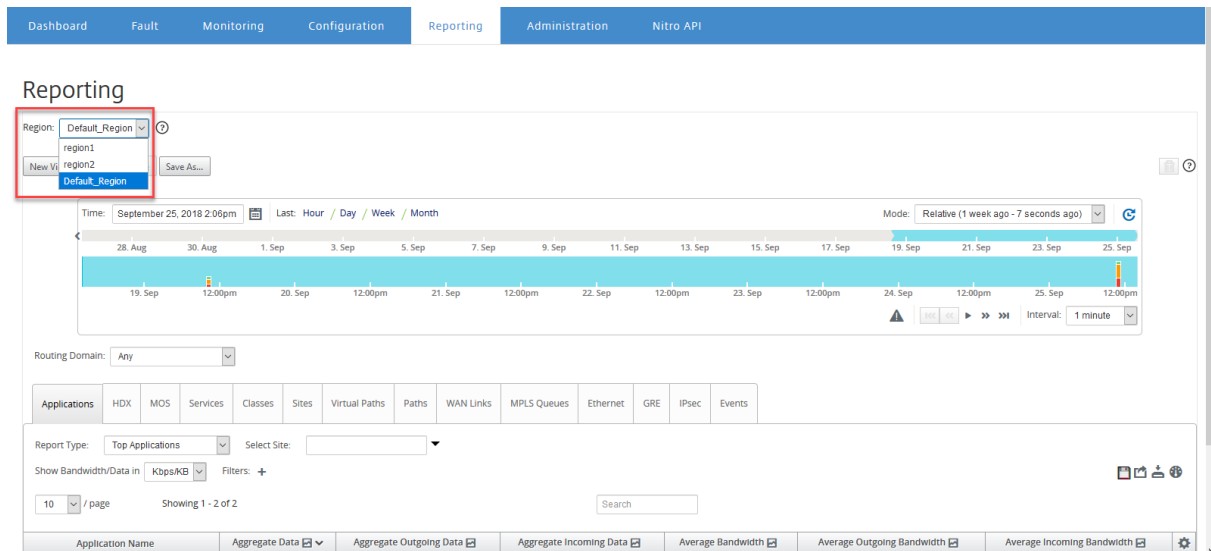 Dashboard Fault Monitoring Configuration Reporting Administration Nitro API
Reporting
Region: Default_Region ?
region1
region2
Default_Region
New Vi Save As... ?
Time: September 25, 2018 2:06pm Last: Hour / Day / Week / Month Mode: Relative (1 week ago - 7 seconds ago)
28. Aug 30. Aug 1. Sep 3. Sep 5. Sep 7. Sep 9. Sep 11. Sep 13. Sep 15. Sep 17. Sep 19. Sep 21. Sep 23. Sep 25. Sep
19. Sep 12:00pm 20. Sep 12:00pm 21. Sep 12:00pm 22. Sep 12:00pm 23. Sep 12:00pm 24. Sep 12:00pm 25. Sep 12:00pm
Interval: 1 minute
Routing Domain: Any
Applications HDX MOS Services Classes Sites Virtual Paths Paths WAN Links MPLS Queues Ethernet GRE IPsec Events
Report Type: Top Applications Select Site:
Show Bandwidth/Data in Kbps/KB Filters: +
10 / page Showing 1 - 2 of 2 Search
Application Name Aggregate Data Aggregate Outgoing Data Aggregate Incoming Data Average Bandwidth Average Outgoing Bandwidth Average Incoming Bandwidth